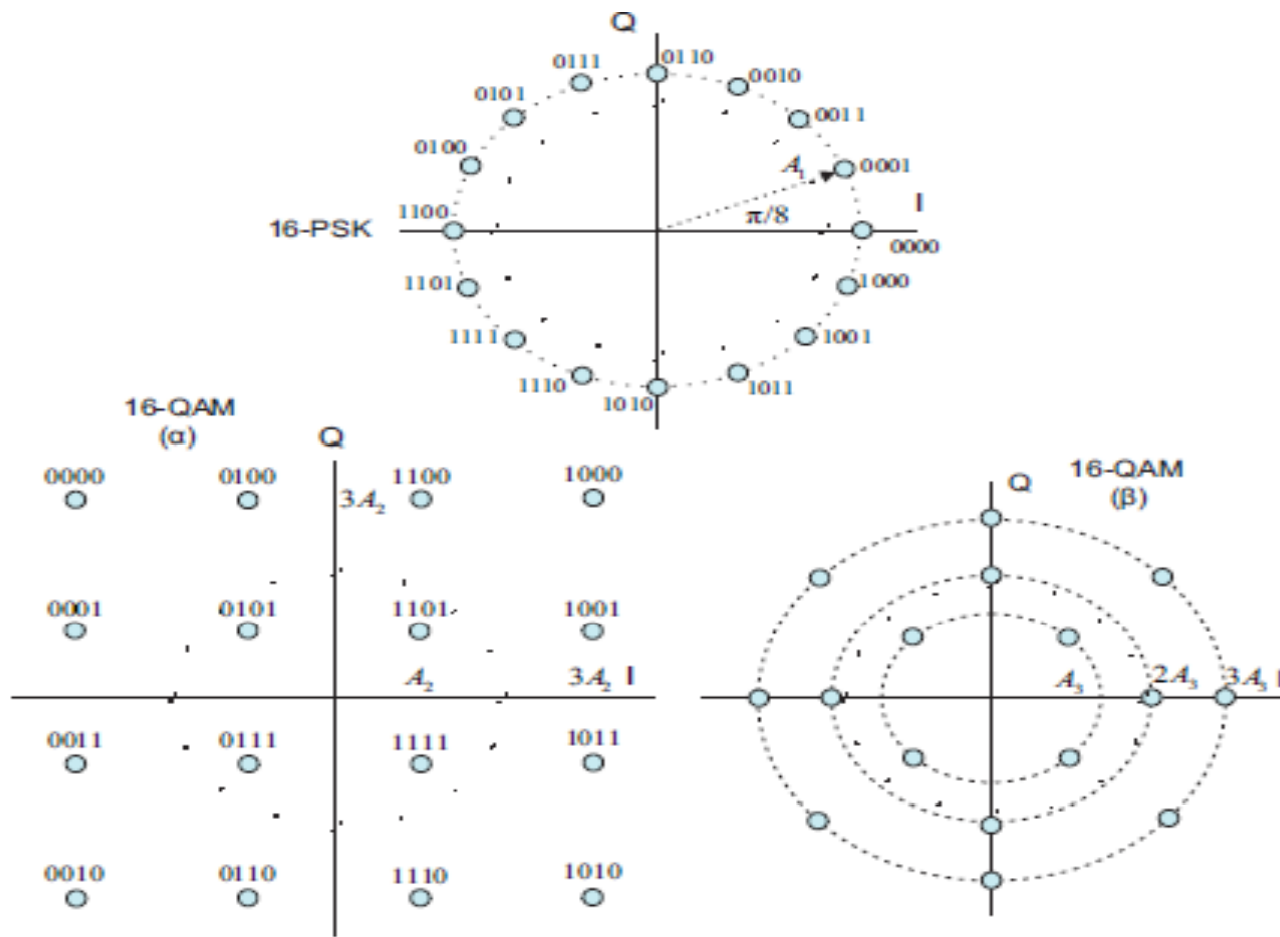 Q
0110
0111
0010
0101
0011
0100
A₁
0001
1100
I
16-PSK
π/8
0000
1101
1000
1111
1001
1110
1010
1011
16-QAM
(α)
Q
0000
0100
1100
1000
3A₂
0001
0101
1101
1001
A₂
3A₂
I
0011
0111
1111
1011
0010
0110
1110
1010
16-QAM
(β)
Q
A₃
2A₃
3A₃
I